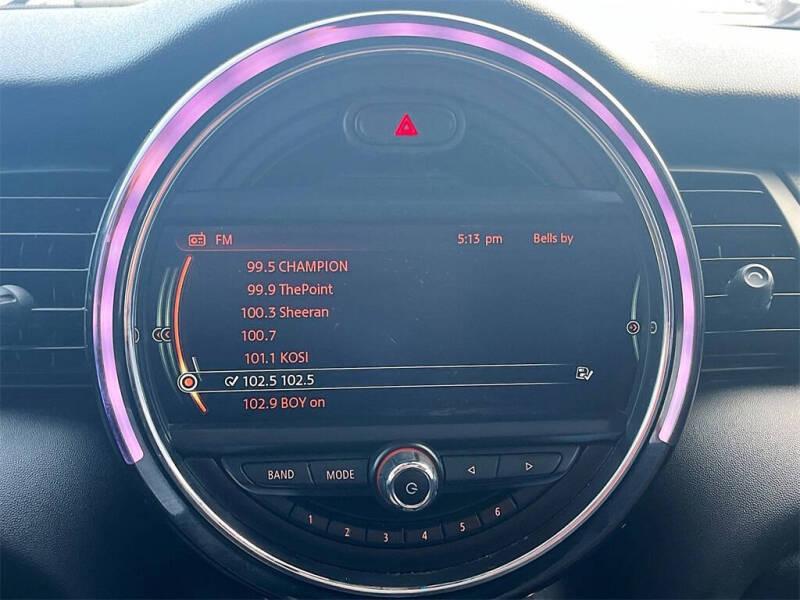 FM 5:13 pm Bells by
99.5 CHAMPION
99.9 ThePoint
100.3 Sheeran
100.7
101.1 KOSI
102.5 102.5
102.9 BOY on
BAND MODE
1 2 3 4 5 6